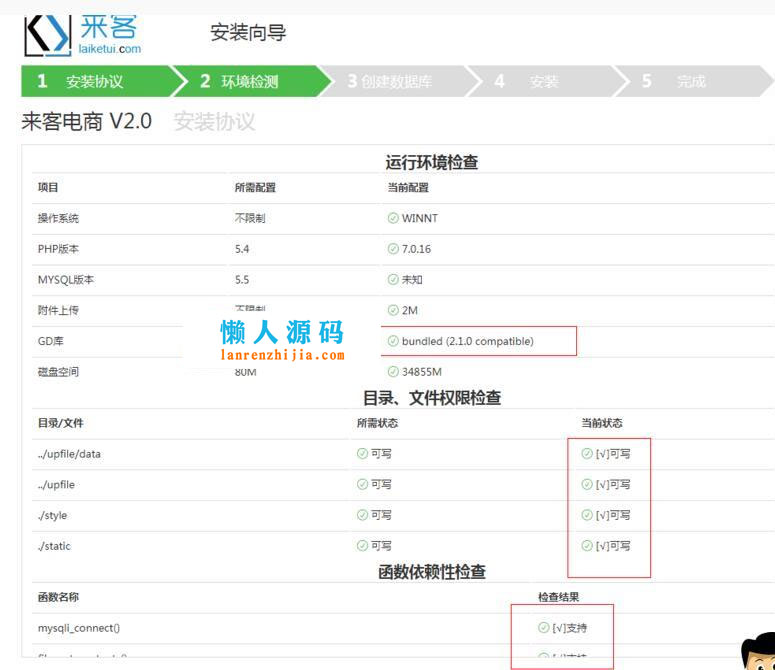 来客
laiketui.com
安装向导
1 安装协议 2 环境检测 3 创建数据库 4 安装 5 完成
来客电商 V2.0 安装协议
运行环境检查
项目 所需配置 当前配置
操作系统 不限制 WINNT
PHP版本 5.4 7.0.16
MYSQL版本 5.5 未知
附件上传 不限制 2M
懒人源码
GD库 bundled (2.1.0 compatible)
lanrenzhijia.com
磁盘空间 80M 34855M
目录、文件权限检查
目录/文件 所需状态 当前状态
../upfile/data 可写 [√]可写
../upfile 可写 [√]可写
./style 可写 [√]可写
./static 可写 [√]可写
函数依赖性检查
函数名称 检查结果
mysqli_connect() [√]支持